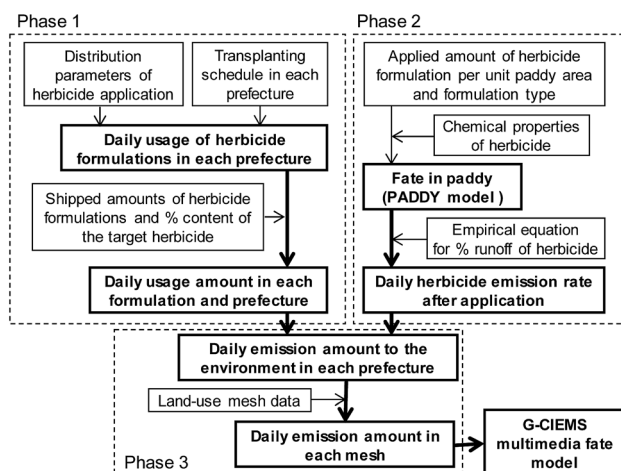 Phase 1
Distribution
parameters of
herbicide application
Transplanting
schedule in each
prefecture
Daily usage of herbicide
formulations in each prefecture
Shipped amounts of herbicide
formulations and % content of
the target herbicide
Daily usage amount in each
formulation and prefecture
Phase 2
Applied amount of herbicide
formulation per unit paddy area
and formulation type
Chemical properties
of herbicide
Fate in paddy
(PADDY model )
Empirical equation
for % runoff of herbicide
Daily herbicide emission rate
after application
Daily emission amount to the
environment in each prefecture
Land-use mesh data
Daily emission amount in
each mesh
Phase 3
G-CIEMS
multimedia fate
model